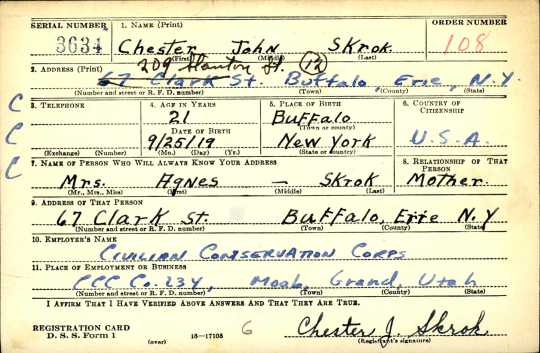 SERIAL NUMBER 1. NAME (Print) ORDER NUMBER
3634 Chester John Skrok 108
(First) (Middle) (Last)
209 Stanton St. (12)
2. ADDRESS (Print)
67 Clark St. Buffalo, Erie, N.Y.
(Number and street or R. F. D. number) (Town) (County) (State)
C
3. TELEPHONE 4. AGE IN YEARS 5. PLACE OF BIRTH 6. COUNTRY OF CITIZENSHIP
21 Buffalo
(Town or county)
C
DATE OF BIRTH
9/25/19 New York U.S.A.
(Exchange) (Number) (Mo.) (Day) (Yr.) (State or country)
C
7. NAME OF PERSON WHO WILL ALWAYS KNOW YOUR ADDRESS 8. RELATIONSHIP OF THAT PERSON
Mrs. Agnes — Skrok Mother.
(Mr., Mrs., Miss) (First) (Middle) (Last)
9. ADDRESS OF THAT PERSON
67 Clark St. Buffalo, Erie N.Y
(Number and street or R. F. D. number) (Town) (County) (State)
10. EMPLOYER'S NAME
Civilian Conservation Corps
11. PLACE OF EMPLOYMENT OR BUSINESS
CCC Co. 234, Moab, Grand, Utah
(Number and street or R. F. D. number) (Town) (County) (State)
I AFFIRM THAT I HAVE VERIFIED ABOVE ANSWERS AND THAT THEY ARE TRUE.
REGISTRATION CARD
D. S. S. Form 1 (over) 16—17105 6 Chester J. Skrok
(Registrant's signature)